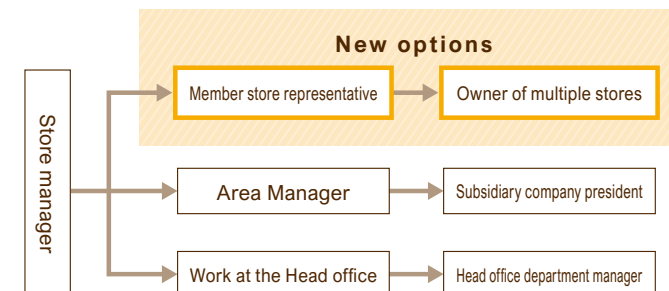 New options
Store manager
Member store representative
Owner of multiple stores
Area Manager
Subsidiary company president
Work at the Head office
Head office department manager